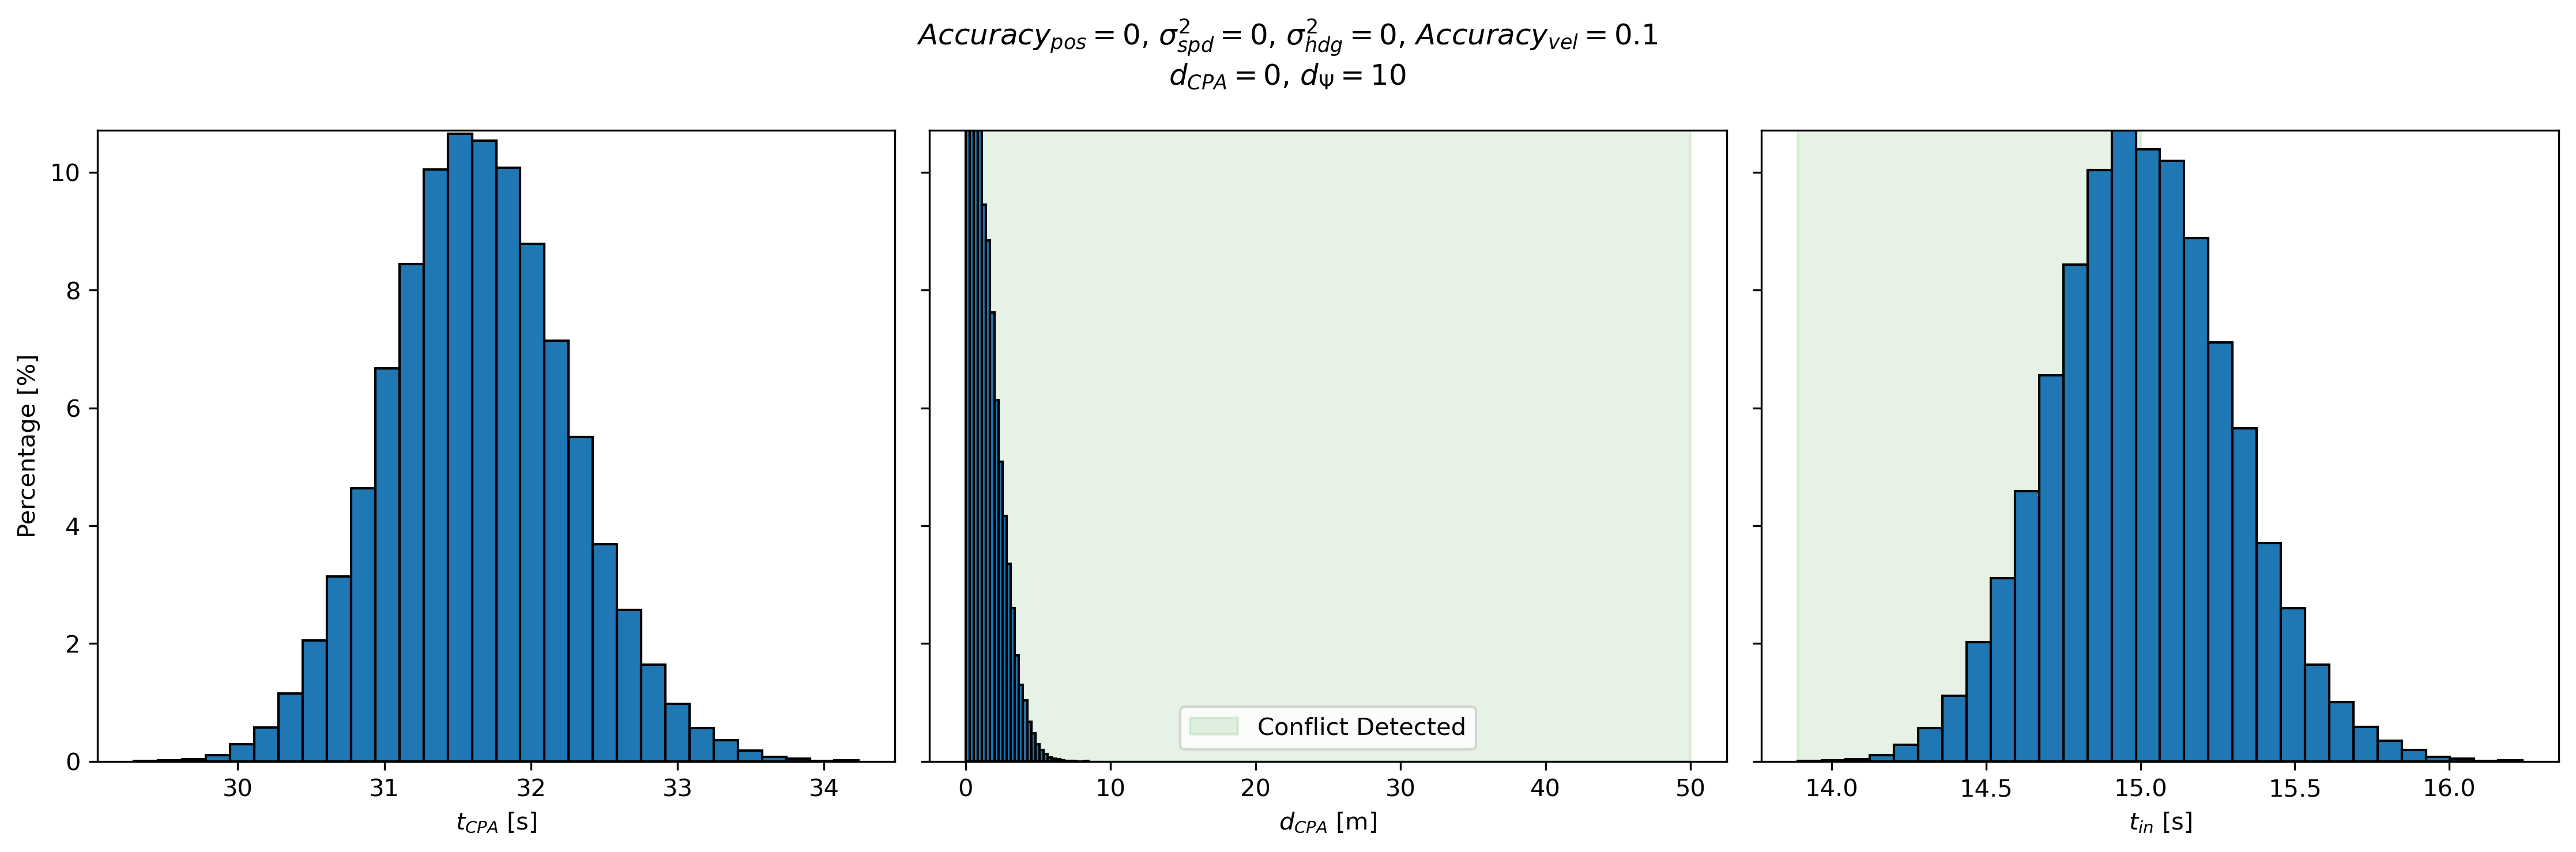 Accuracy_pos = 0, σ²_spd = 0, σ²_hdg = 0, Accuracy_vel = 0.1
d_CPA = 0, d_Ψ = 10
Percentage [%]
10
8
6
4
2
0
30 31 32 33 34
t_CPA [s]
Conflict Detected
0 10 20 30 40 50
d_CPA [m]
14.0 14.5 15.0 15.5 16.0
t_in [s]